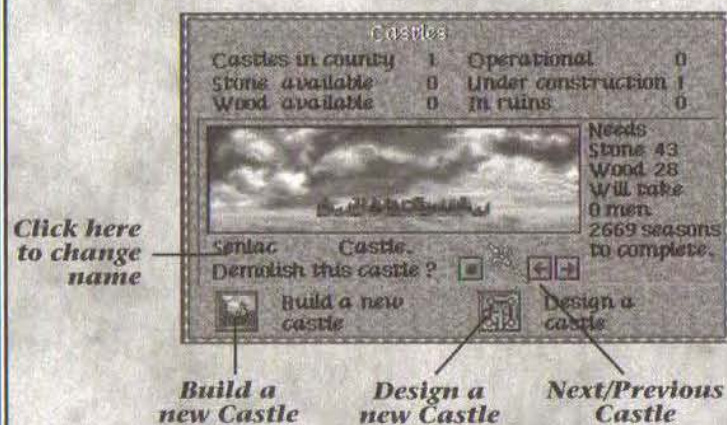 Castles
Castles in county 1 Operational 0
Stone available 0 Under construction 1
Wood available 0 In ruins 0
Needs
Stone 43
Wood 28
Will take
0 men
2669 seasons
to complete.
Click here
to change
name
Senlac Castle.
Demolish this castle ?
Build a new
castle
Design a
castle
Build a
new Castle
Design a
new Castle
Next/Previous
Castle